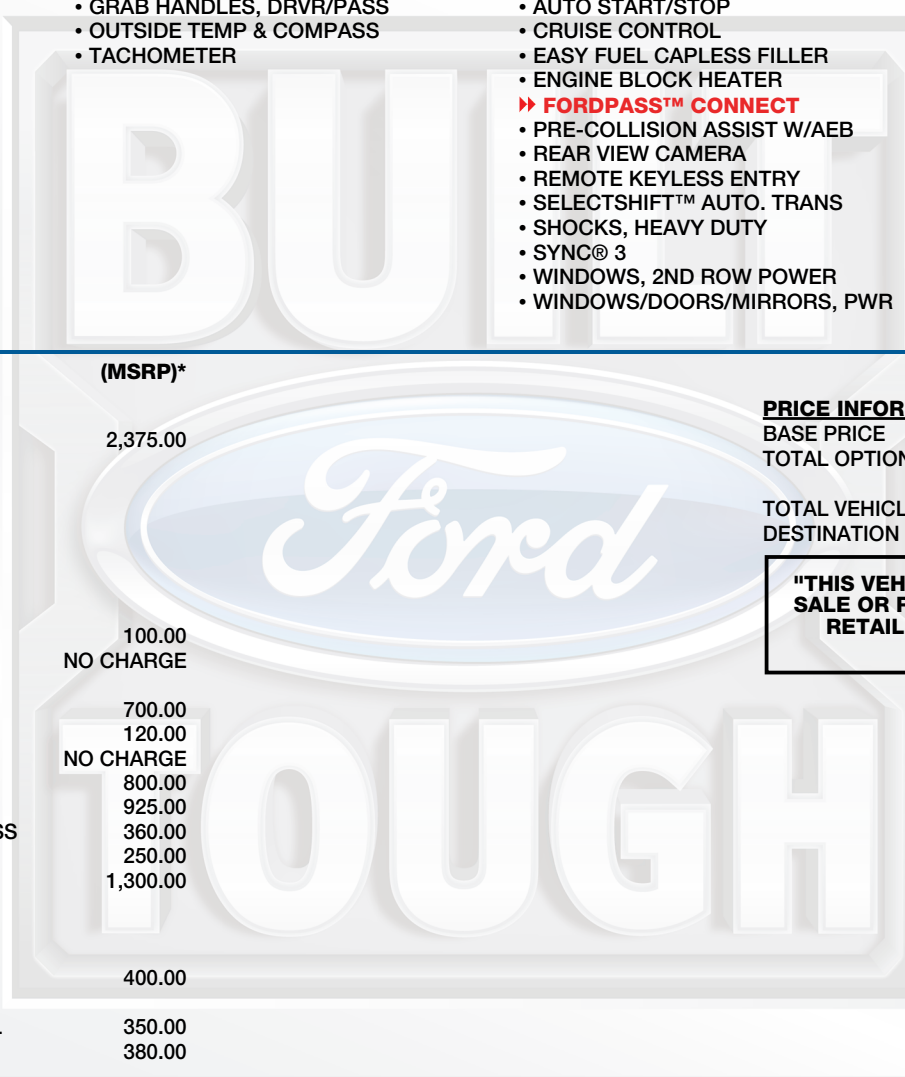 • GRAB HANDLES, DRVR/PASS
• OUTSIDE TEMP & COMPASS
• TACHOMETER
• AUTO START/STOP
• CRUISE CONTROL
• EASY FUEL CAPLESS FILLER
• ENGINE BLOCK HEATER
FORDPASS™ CONNECT
• PRE-COLLISION ASSIST W/AEB
• REAR VIEW CAMERA
• REMOTE KEYLESS ENTRY
• SELECTSHIFT™ AUTO. TRANS
• SHOCKS, HEAVY DUTY
• SYNC® 3
• WINDOWS, 2ND ROW POWER
• WINDOWS/DOORS/MIRRORS, PWR
BUILT
Ford
TOUGH
(MSRP)*
2,375.00
100.00
NO CHARGE
700.00
120.00
NO CHARGE
800.00
925.00
SS 360.00
250.00
1,300.00
400.00
350.00
380.00
PRICE INFOR
BASE PRICE
TOTAL OPTION
TOTAL VEHICL
DESTINATION
"THIS VEH
SALE OR
RETAIL